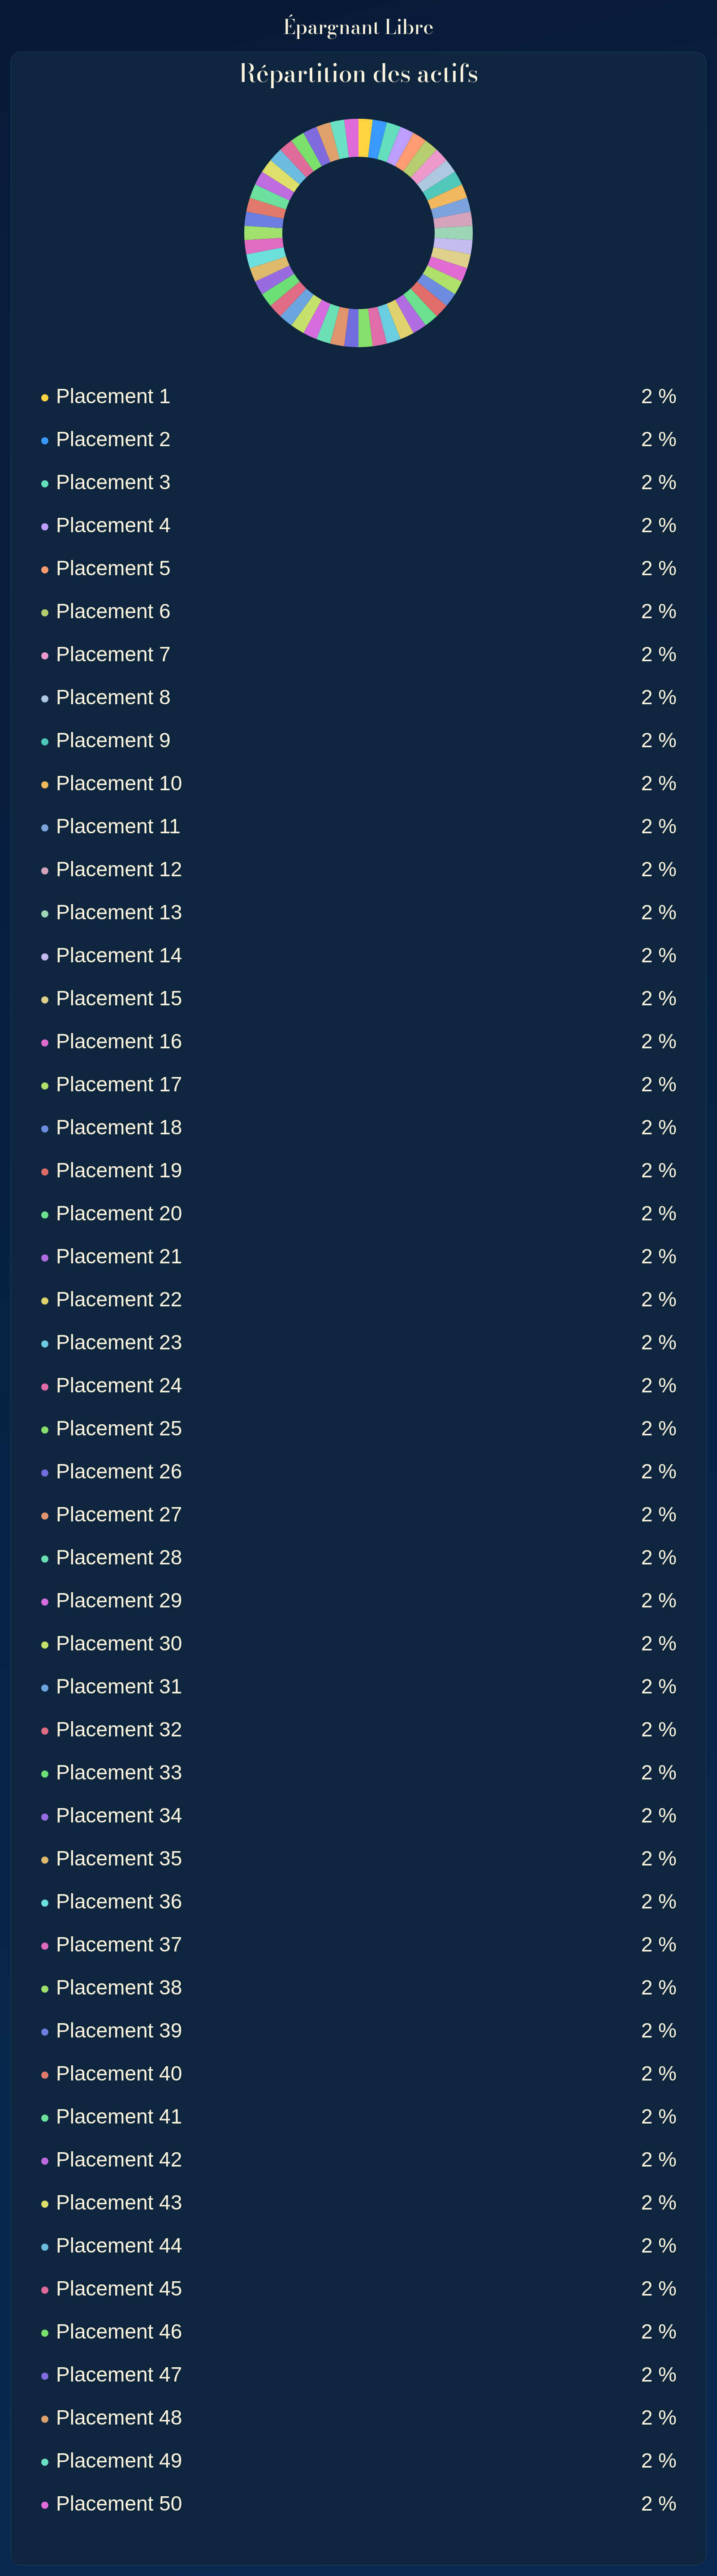 Épargnant Libre
Répartition des actifs
Placement 1 2 %
Placement 2 2 %
Placement 3 2 %
Placement 4 2 %
Placement 5 2 %
Placement 6 2 %
Placement 7 2 %
Placement 8 2 %
Placement 9 2 %
Placement 10 2 %
Placement 11 2 %
Placement 12 2 %
Placement 13 2 %
Placement 14 2 %
Placement 15 2 %
Placement 16 2 %
Placement 17 2 %
Placement 18 2 %
Placement 19 2 %
Placement 20 2 %
Placement 21 2 %
Placement 22 2 %
Placement 23 2 %
Placement 24 2 %
Placement 25 2 %
Placement 26 2 %
Placement 27 2 %
Placement 28 2 %
Placement 29 2 %
Placement 30 2 %
Placement 31 2 %
Placement 32 2 %
Placement 33 2 %
Placement 34 2 %
Placement 35 2 %
Placement 36 2 %
Placement 37 2 %
Placement 38 2 %
Placement 39 2 %
Placement 40 2 %
Placement 41 2 %
Placement 42 2 %
Placement 43 2 %
Placement 44 2 %
Placement 45 2 %
Placement 46 2 %
Placement 47 2 %
Placement 48 2 %
Placement 49 2 %
Placement 50 2 %